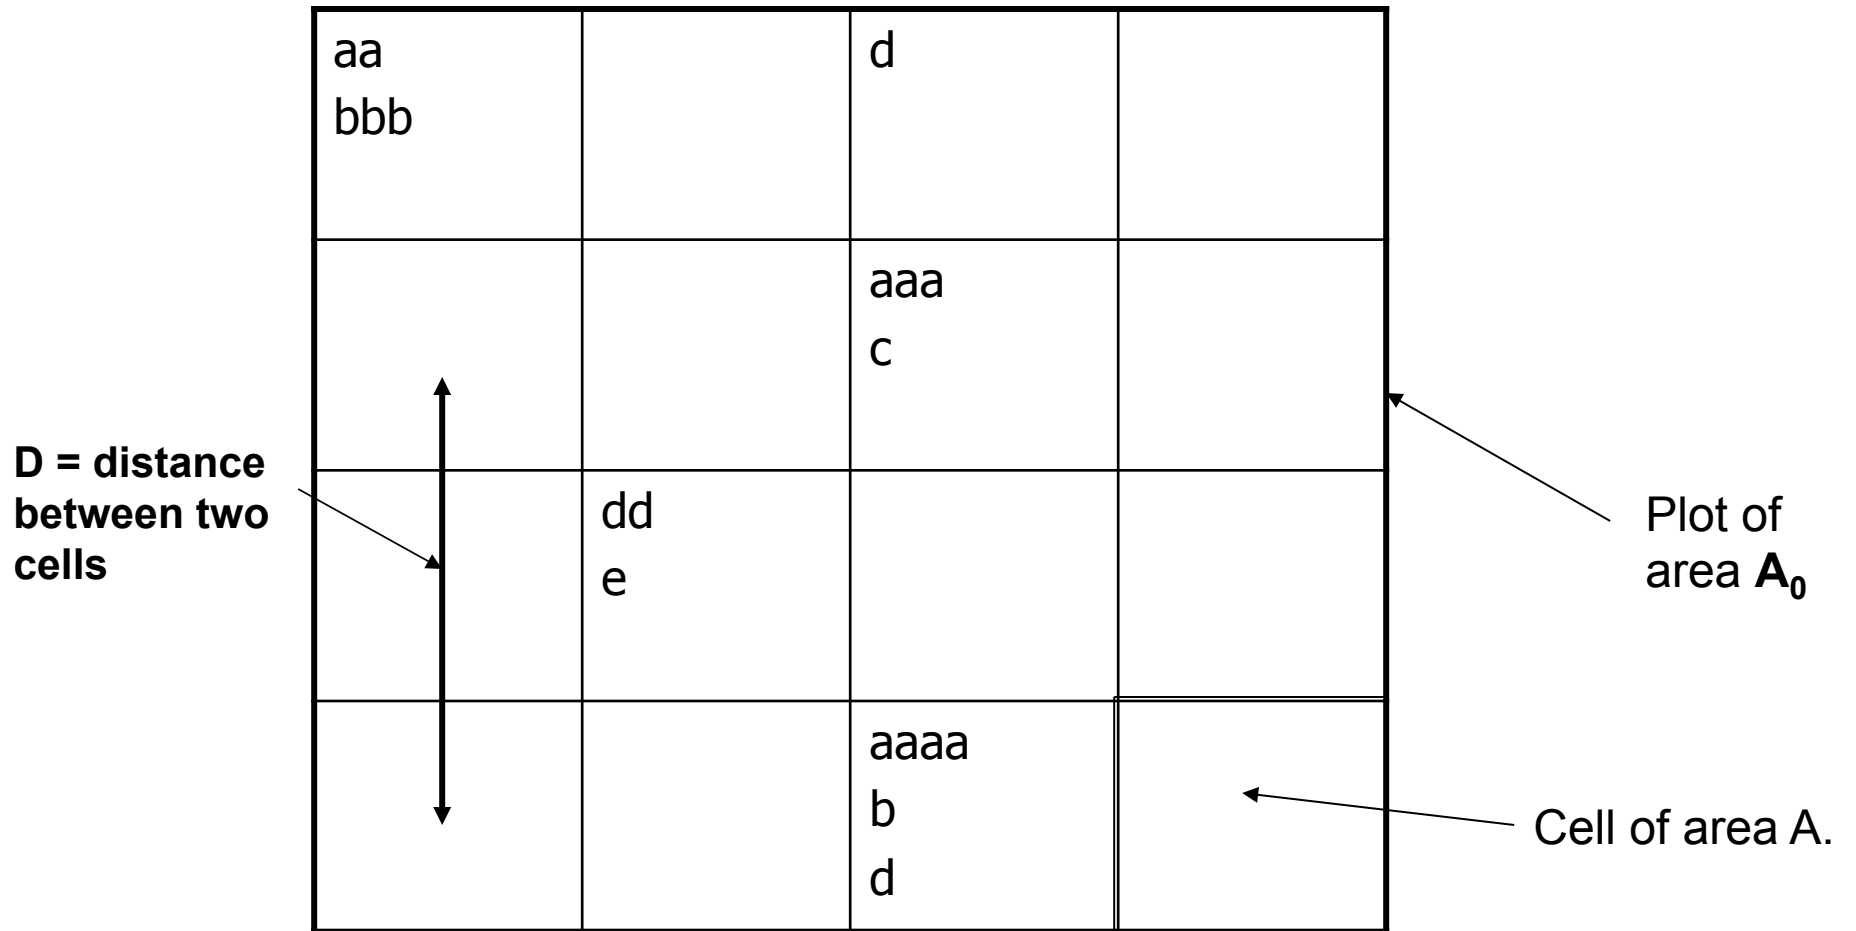 aa
bbb
d
aaa
c
D = distance
between two
cells
dd
e
Plot of
area A₀
aaaa
b
d
Cell of area A.